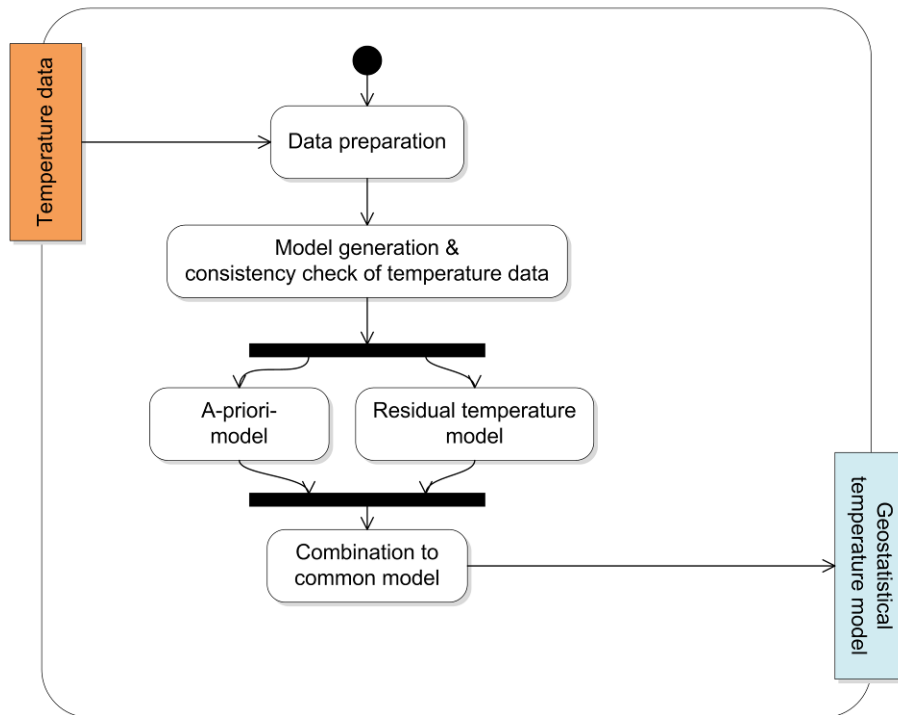 Temperature data
Data preparation
Model generation &
consistency check of temperature data
A-priori-
model
Residual temperature
model
Combination to
common model
Geostatistical
temperature model